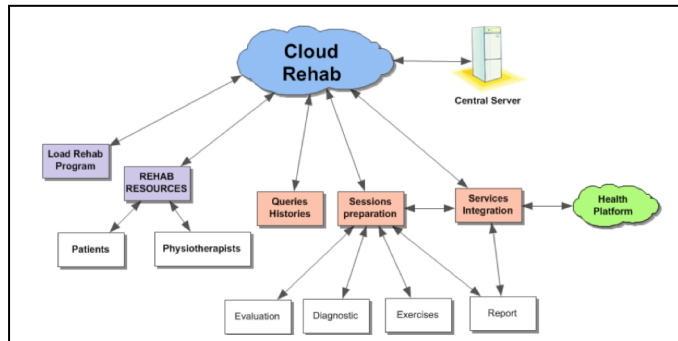 Cloud
Rehab
Central Server
Load Rehab
Program
REHAB
RESOURCES
Queries
Histories
Sessions
preparation
Services
Integration
Health
Platform
Patients
Physiotherapists
Evaluation
Diagnostic
Exercises
Report